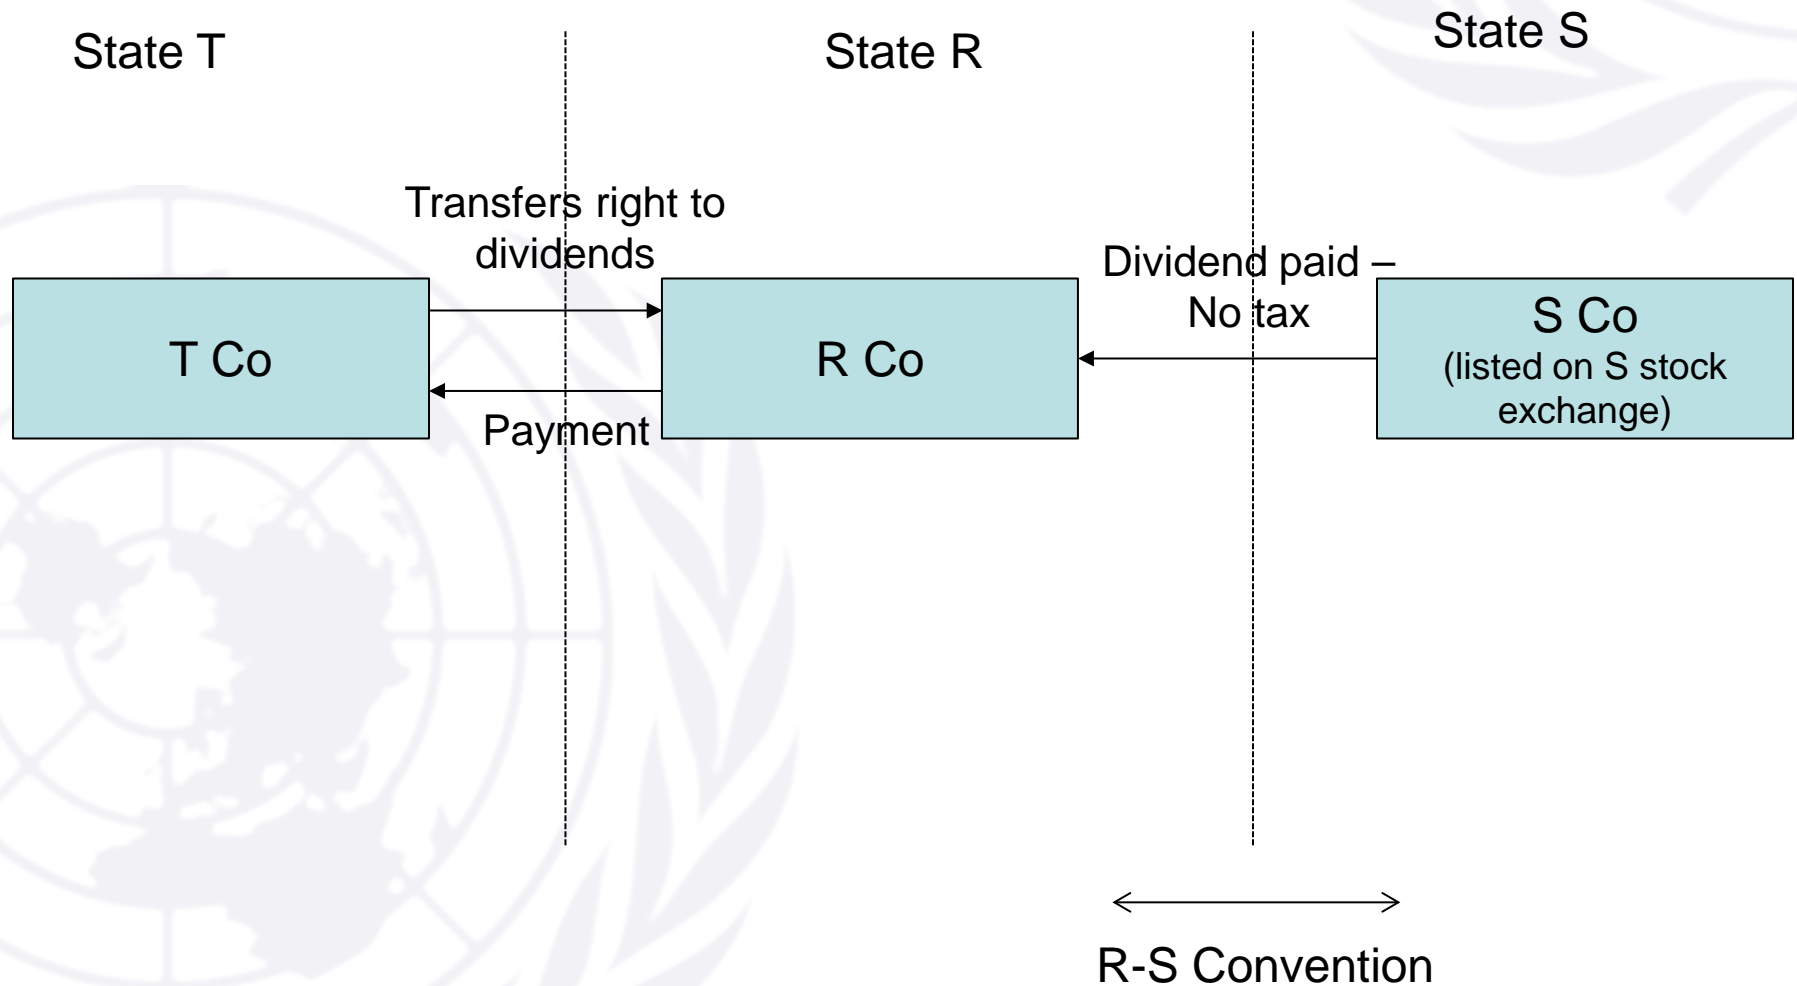 State T
State R
State S
Transfers right to
dividends
Dividend paid –
No tax
T Co
R Co
S Co
(listed on S stock
exchange)
Payment
R-S Convention